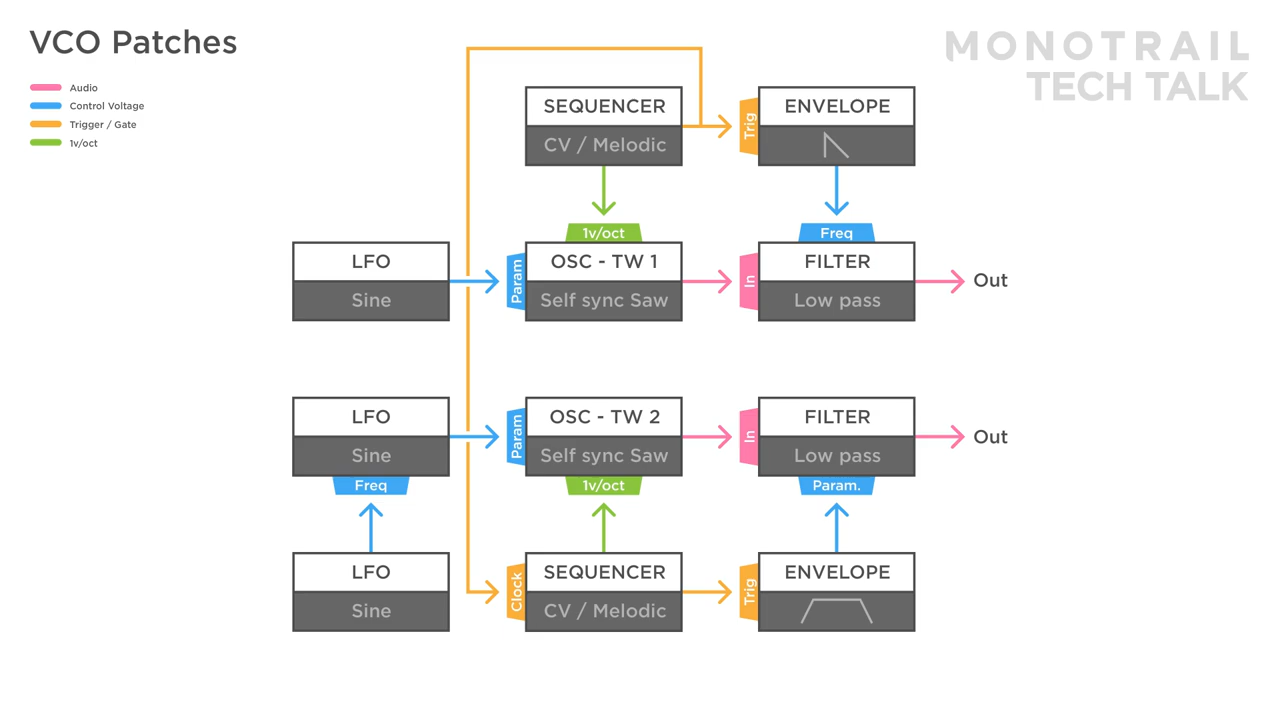 VCO Patches
MONOTRAIL
TECH TALK
Audio
Control Voltage
Trigger / Gate
1v/oct
SEQUENCER
CV / Melodic
Trig
ENVELOPE
1v/oct
Freq
LFO
Sine
Param
OSC - TW 1
Self sync Saw
In
FILTER
Low pass
Out
LFO
Sine
Freq
Param
OSC - TW 2
Self sync Saw
1v/oct
In
FILTER
Low pass
Param.
Out
LFO
Sine
Clock
SEQUENCER
CV / Melodic
Trig
ENVELOPE